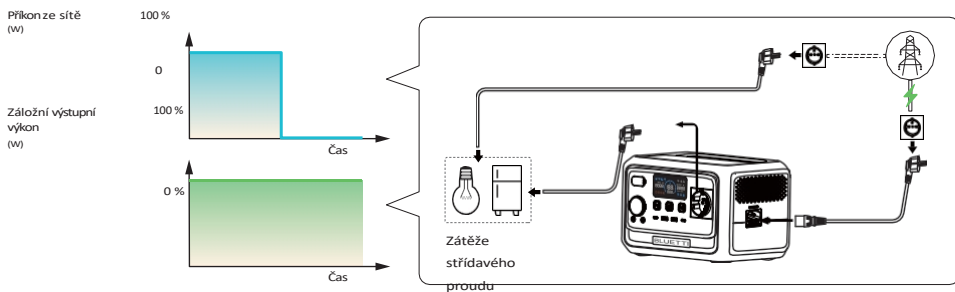 Příkon ze sítě
(W)
100 %
0
100 %
Záložní výstupní
výkon
(W)
Čas
0 %
Čas
Zátěže
střídavého
proudu
BLUETTI